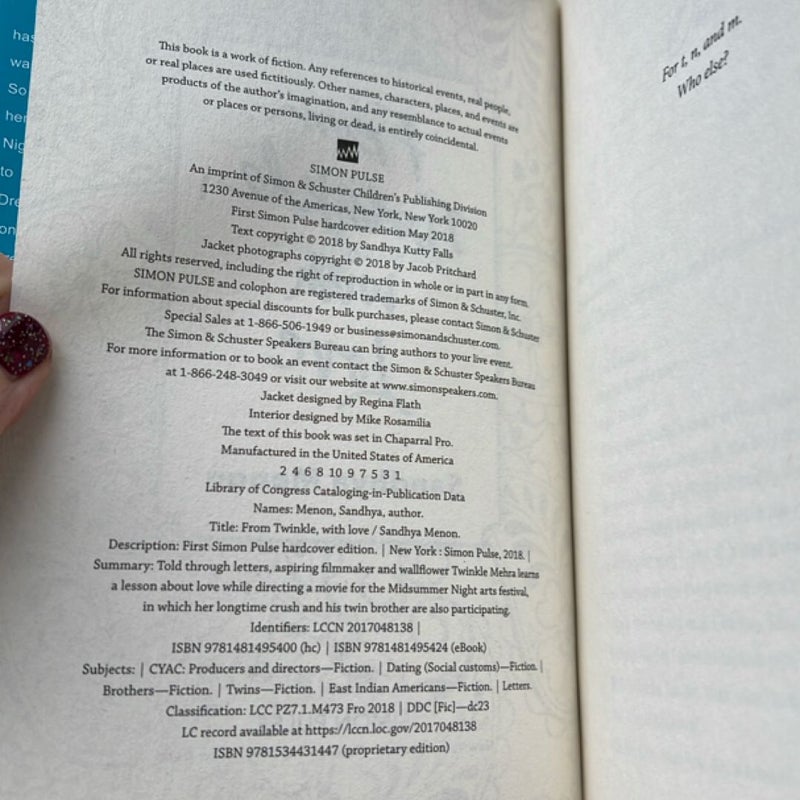 has
wa
So
her
Nig
to
Dre
on
This book is a work of fiction. Any references to historical events, real people,
or real places are used fictitiously. Other names, characters, places, and events are
products of the author's imagination, and any resemblance to actual events
or places or persons, living or dead, is entirely coincidental.
SIMON PULSE
An imprint of Simon & Schuster Children's Publishing Division
1230 Avenue of the Americas, New York, New York 10020
First Simon Pulse hardcover edition May 2018
Text copyright © 2018 by Sandhya Kutty Falls
Jacket photographs copyright © 2018 by Jacob Pritchard
All rights reserved, including the right of reproduction in whole or in part in any form.
SIMON PULSE and colophon are registered trademarks of Simon & Schuster, Inc.
For information about special discounts for bulk purchases, please contact Simon & Schuster
Special Sales at 1-866-506-1949 or business@simonandschuster.com.
The Simon & Schuster Speakers Bureau can bring authors to your live event.
For more information or to book an event contact the Simon & Schuster Speakers Bureau
at 1-866-248-3049 or visit our website at www.simonspeakers.com.
Jacket designed by Regina Flath
Interior designed by Mike Rosamilia
The text of this book was set in Chaparral Pro.
Manufactured in the United States of America
2 4 6 8 10 9 7 5 3 1
Library of Congress Cataloging-in-Publication Data
Names: Menon, Sandhya, author.
Title: From Twinkle, with love / Sandhya Menon.
Description: First Simon Pulse hardcover edition. | New York : Simon Pulse, 2018. |
Summary: Told through letters, aspiring filmmaker and wallflower Twinkle Mehra learns
a lesson about love while directing a movie for the Midsummer Night arts festival,
in which her longtime crush and his twin brother are also participating.
Identifiers: LCCN 2017048138 |
ISBN 9781481495400 (hc) | ISBN 9781481495424 (eBook)
Subjects: | CYAC: Producers and directors—Fiction. | Dating (Social customs)—Fiction. |
Brothers—Fiction. | Twins—Fiction. | East Indian Americans—Fiction. | Letters.
Classification: LCC PZ7.1.M473 Fro 2018 | DDC [Fic]—dc23
LC record available at https://lccn.loc.gov/2017048138
ISBN 9781534431447 (proprietary edition)
For t, n, and m.
Who else?